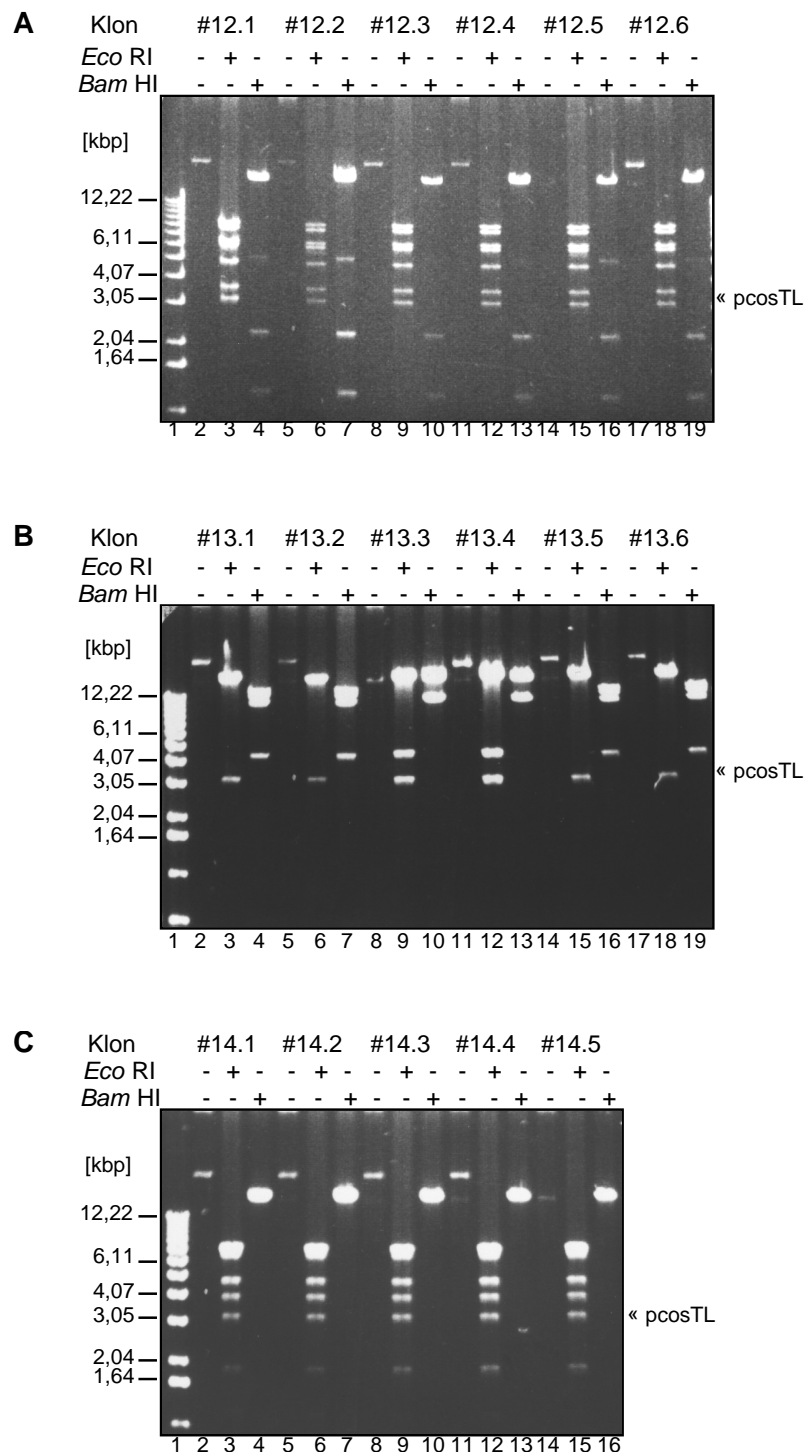 A Klon #12.1 #12.2 #12.3 #12.4 #12.5 #12.6
Eco RI - + - - + - - + - - + - - + - - + -
Bam HI - - + - - + - - + - - + - - + - - +
[kbp]
12,22
6,11
4,07
3,05 « pcosTL
2,04
1,64
1 2 3 4 5 6 7 8 9 10 11 12 13 14 15 16 17 18 19
B Klon #13.1 #13.2 #13.3 #13.4 #13.5 #13.6
Eco RI - + - - + - - + - - + - - + - - + -
Bam HI - - + - - + - - + - - + - - + - - +
[kbp]
12,22
6,11
4,07
« pcosTL
3,05
2,04
1,64
1 2 3 4 5 6 7 8 9 10 11 12 13 14 15 16 17 18 19
C Klon #14.1 #14.2 #14.3 #14.4 #14.5
Eco RI - + - - + - - + - - + - - + -
Bam HI - - + - - + - - + - - + - - +
[kbp]
12,22
6,11
4,07
3,05 « pcosTL
2,04
1,64
1 2 3 4 5 6 7 8 9 10 11 12 13 14 15 16